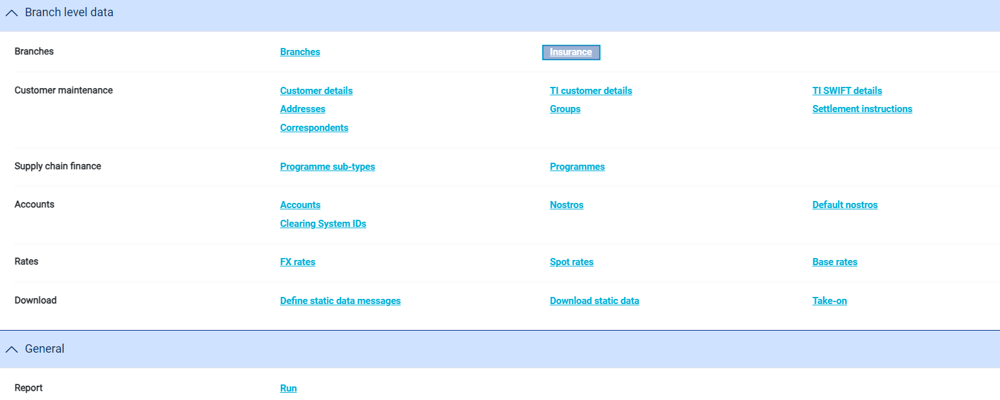 Branch level data
Branches Branches Insurance
Customer maintenance Customer details TI customer details TI SWIFT details
Addresses Groups Settlement instructions
Correspondents
Supply chain finance Programme sub-types Programmes
Accounts Accounts Nostros Default nostros
Clearing System IDs
Rates FX rates Spot rates Base rates
Download Define static data messages Download static data Take-on
General
Report Run